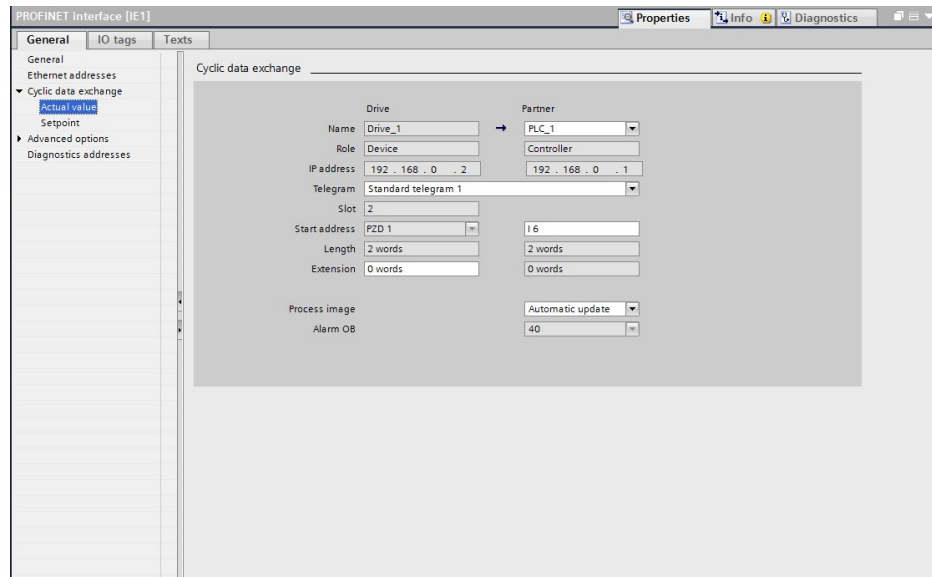 PROFINET interface [IE1]
Properties Info Diagnostics
General IO tags Texts
General
Ethernet addresses
Cyclic data exchange
Actual value
Setpoint
Advanced options
Diagnostics addresses
Cyclic data exchange
Drive Partner
Name Drive_1 PLC_1
Role Device Controller
IP address 192 . 168 . 0 . 2 192 . 168 . 0 . 1
Telegram Standard telegram 1
Slot 2
Start address PZD 1 I 6
Length 2 words 2 words
Extension 0 words 0 words
Process image Automatic update
Alarm OB 40